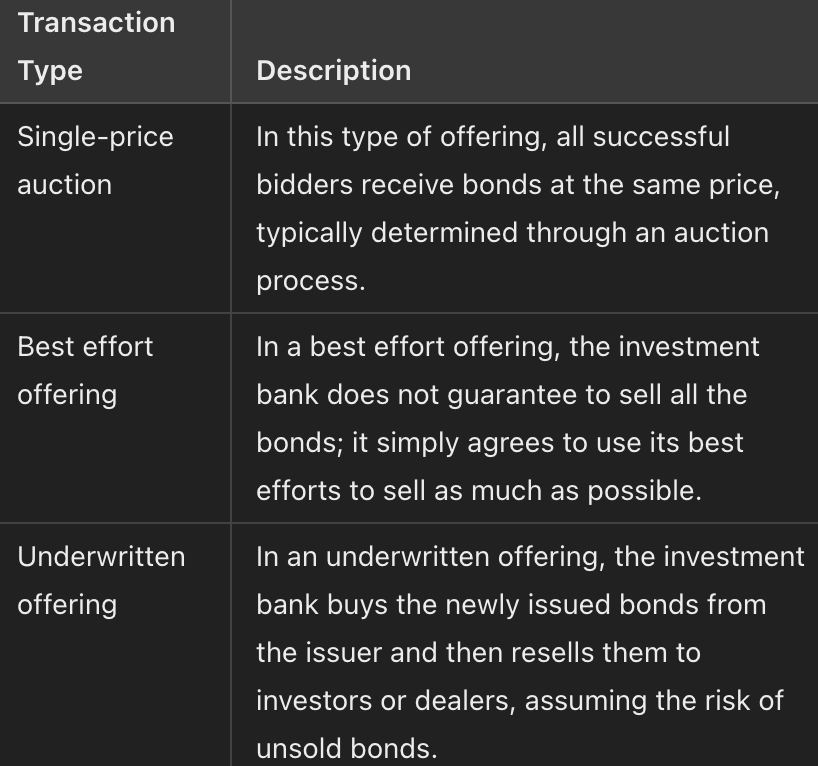 Transaction
Type
Description
Single-price
auction
In this type of offering, all successful
bidders receive bonds at the same price,
typically determined through an auction
process.
Best effort
offering
In a best effort offering, the investment
bank does not guarantee to sell all the
bonds; it simply agrees to use its best
efforts to sell as much as possible.
Underwritten
offering
In an underwritten offering, the investment
bank buys the newly issued bonds from
the issuer and then resells them to
investors or dealers, assuming the risk of
unsold bonds.